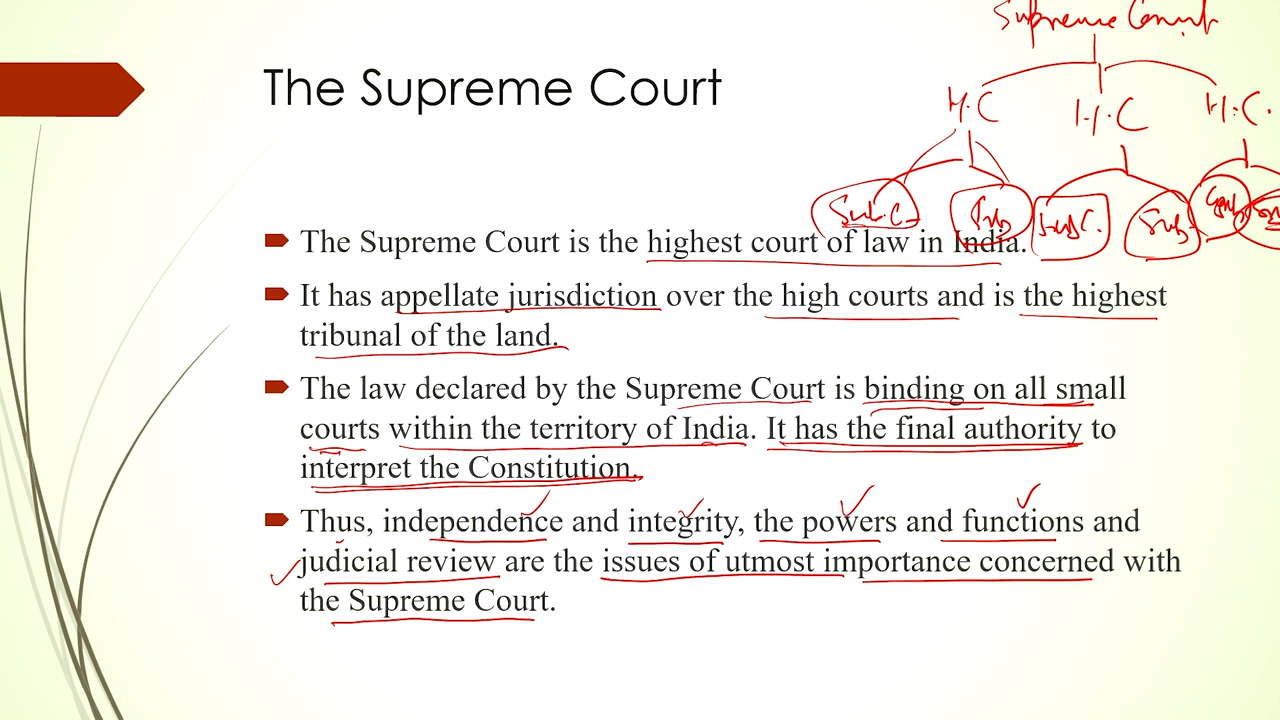 Supreme Court
The Supreme Court
H.C H.C H.C.
Sub.C. Sub Sub C. Sub.
The Supreme Court is the highest court of law in India.
It has appellate jurisdiction over the high courts and is the highest
tribunal of the land.
The law declared by the Supreme Court is binding on all small
courts within the territory of India. It has the final authority to
interpret the Constitution.
Thus, independence and integrity, the powers and functions and
judicial review are the issues of utmost importance concerned with
the Supreme Court.